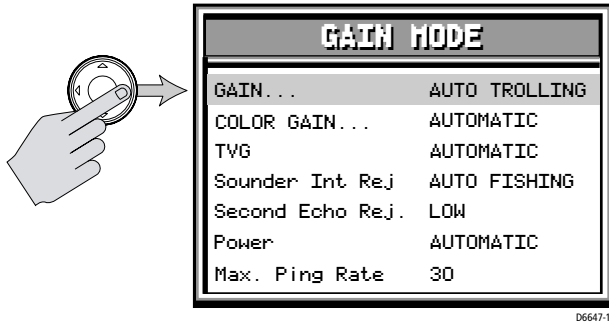 GAIN MODE
GAIN... AUTO TROLLING
COLOR GAIN... AUTOMATIC
TVG AUTOMATIC
Sounder Int Rej AUTO FISHING
Second Echo Rej. LOW
Power AUTOMATIC
Max. Ping Rate 30
D6647-1